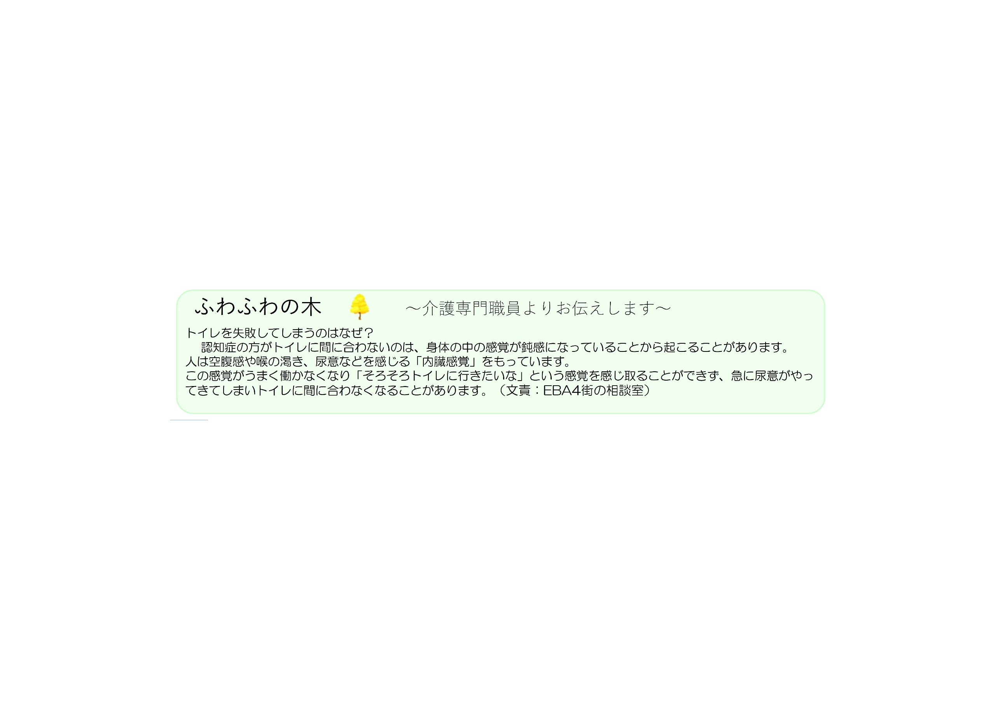 ふわふわの木 ～介護専門職員よりお伝えします～
トイレを失敗してしまうのはなぜ？
認知症の方がトイレに間に合わないのは、身体の中の感覚が鈍感になっていることから起こることがあります。
人は空腹感や喉の渇き、尿意などを感じる「内臓感覚」をもっています。
この感覚がうまく働かなくなり「そろそろトイレに行きたいな」という感覚を感じ取ることができず、急に尿意がやっ
てきてしまいトイレに間に合わなくなることがあります。（文責：EBA4街の相談室）